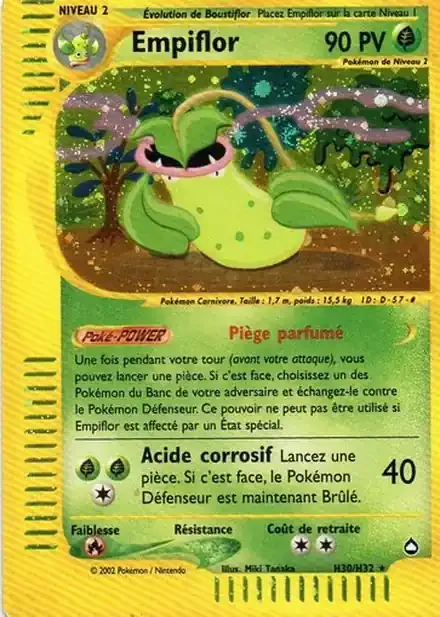 NIVEAU 2
Évolution de Boustiflor Placez Empiflor sur la carte Niveau 1
Empiflor 90 PV
Pokémon de Niveau 2
Pokémon Carnivore. Taille : 1,7 m, poids : 15,5 kg ID : D - 57 - #
Poké-POWER Piège parfumé
Une fois pendant votre tour (avant votre attaque), vous
pouvez lancer une pièce. Si c'est face, choisissez un des
Pokémon du Banc de votre adversaire et échangez-le contre
le Pokémon Défenseur. Ce pouvoir ne peut pas être utilisé si
Empiflor est affecté par un État spécial.
Acide corrosif Lancez une
pièce. Si c'est face, le Pokémon 40
Défenseur est maintenant Brûlé.
Faiblesse Résistance Coût de retraite
© 2002 Pokémon / Nintendo Illus. Miki Tanaka H30/H32 ★